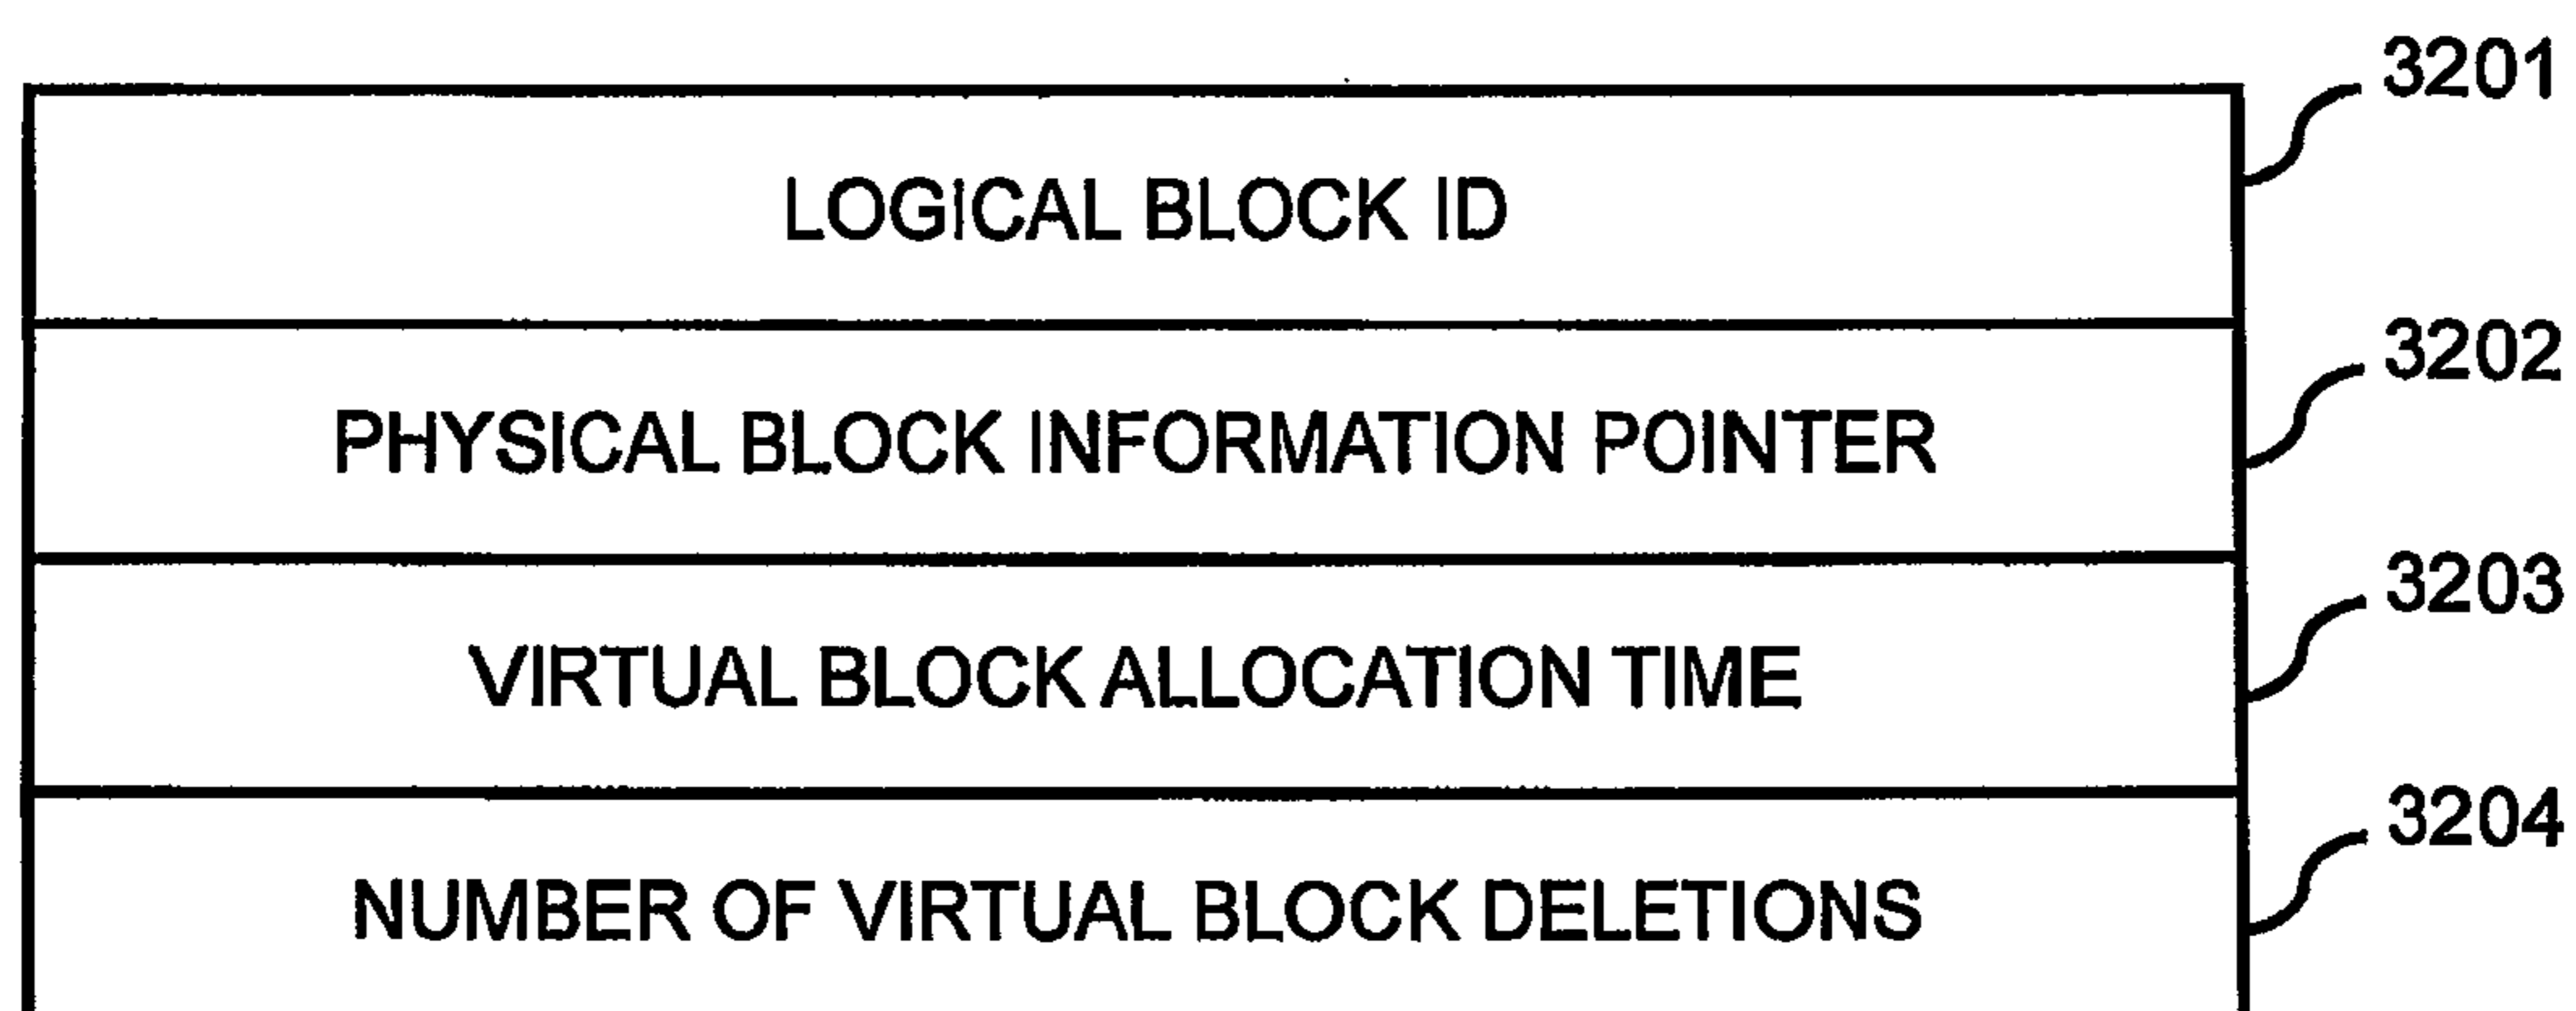 3201
LOGICAL BLOCK ID
3202
PHYSICAL BLOCK INFORMATION POINTER
3203
VIRTUAL BLOCK ALLOCATION TIME
3204
NUMBER OF VIRTUAL BLOCK DELETIONS